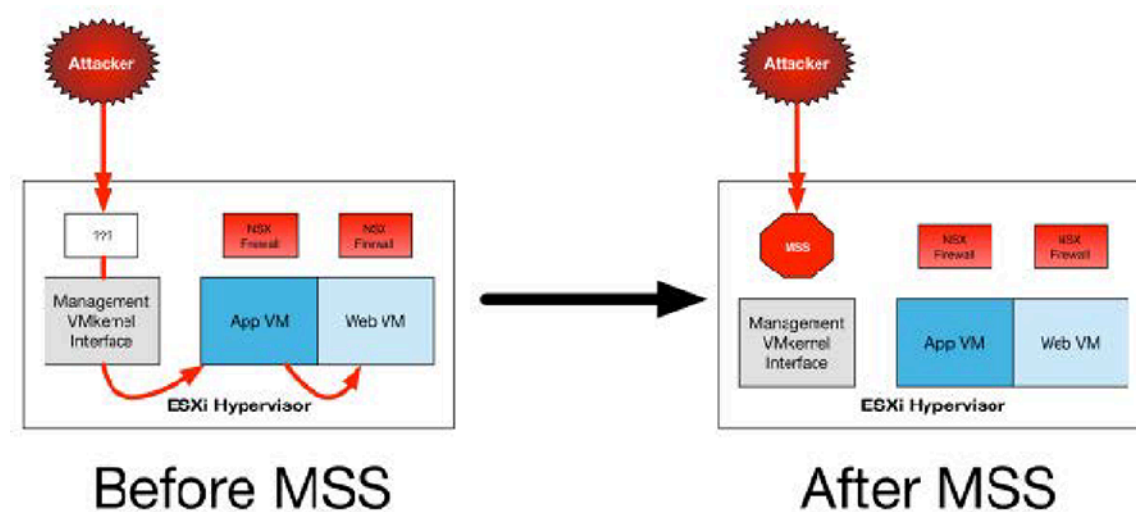 Attacker
Attacker
???
NSX
Firewall
NSX
Firewall
MSS
NSX
Firewall
NSX
Firewall
Management
VMkernel
Interface
App VM
Web VM
Management
VMkernel
Interface
App VM
Web VM
ESXi Hypervisor
ESXi Hypervisor
Before MSS
After MSS